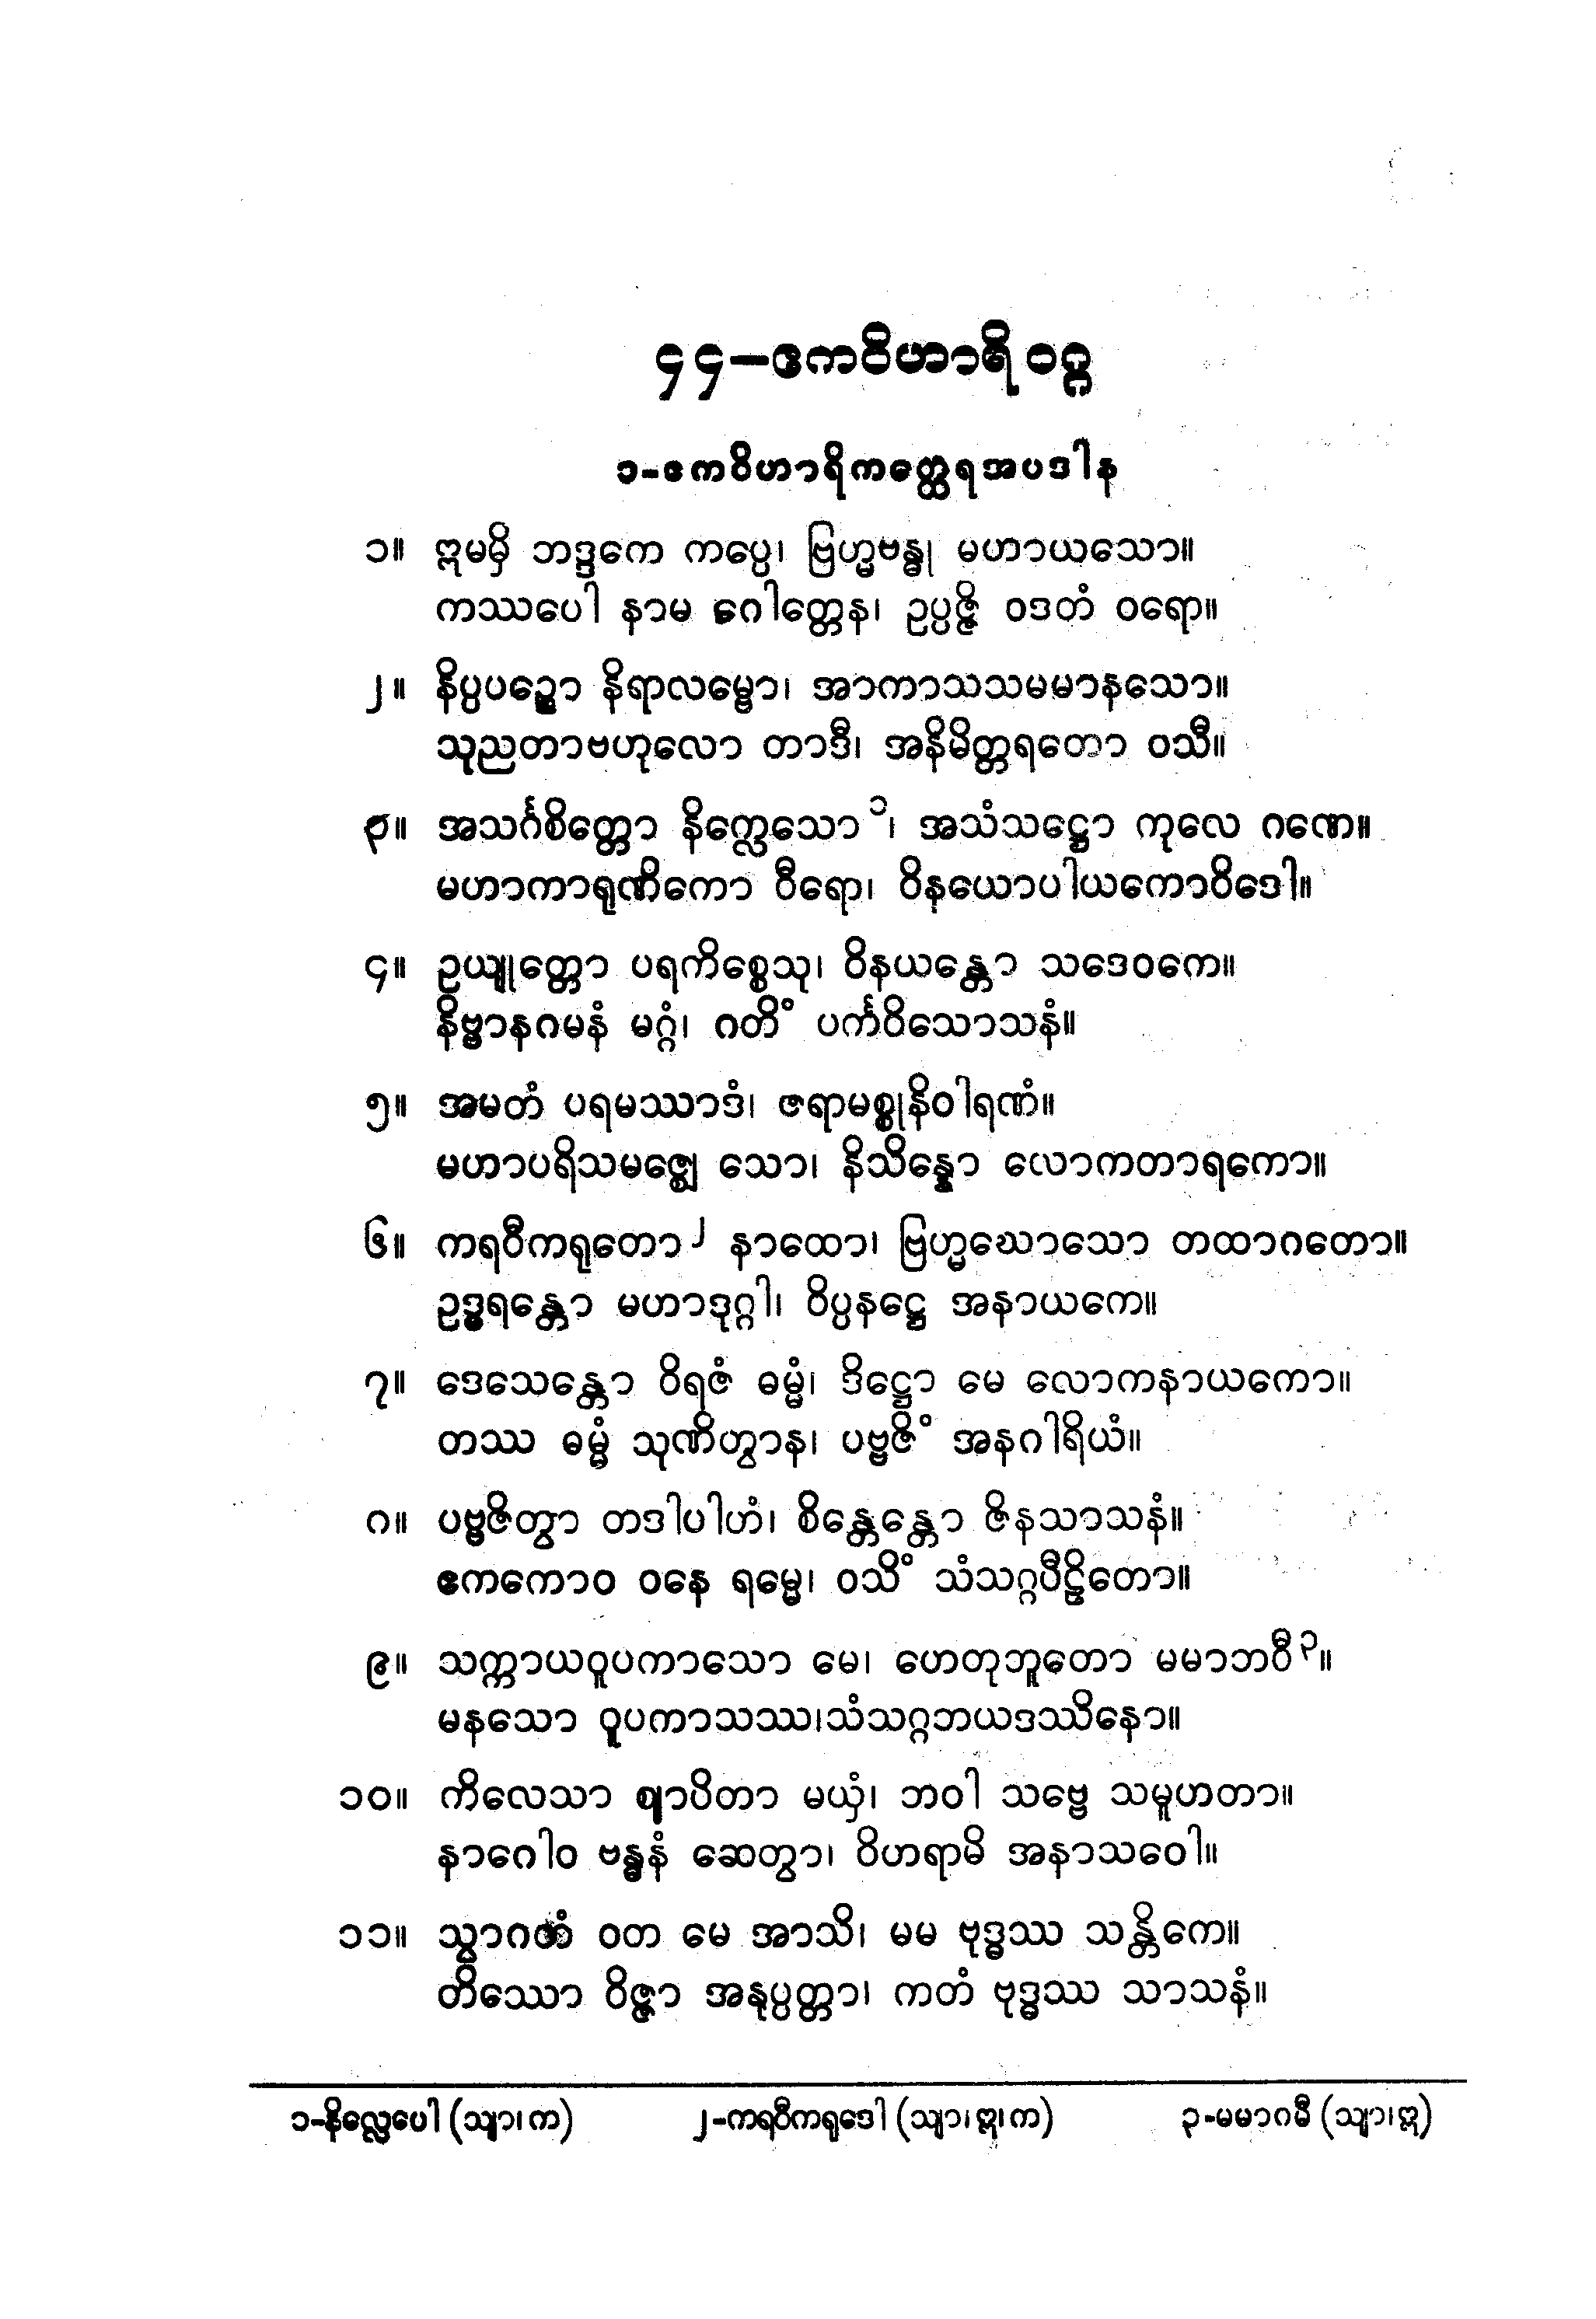 ၄၄-ဧကဝိဟာရိဝဂ္ဂ
၁-ဧကဝိဟာရိကတ္ထေရအပဒါန
၁။ ဣမမှိ ဘဒ္ဒကေ ကပ္ပေ၊ ဗြဟ္မဗန္ဓု မဟာယသော။
ကဿပေါ နာမ ဂေါတ္တေန၊ ဥပ္ပဇ္ဇိ ဝဒတံ ဝရော။
၂။ နိပ္ပပဉ္စော နိရာလမ္ဗော၊ အာကာသသမမာနသော။
သုညတာဗဟုလော တာဒီ၊ အနိမိတ္တရတော ဝသီ။
၃။ အသင်္ဂစိတ္တော နိက္လေသော၁၊ အသံသဋ္ဌော ကုလေ ဂဏေ။
မဟာကာရုဏိကော ဝီရော၊ ဝိနယောပါယကောဝိဒေါ။
၄။ ဥယျုတ္တော ပရကိစ္စေသု၊ ဝိနယန္တော သဒေဝကေ။
နိဗ္ဗာနဂမနံ မဂ္ဂံ၊ ဂတိံ ပင်္ကဝိသောသနံ။
၅။ အမတံ ပရမဿာဒံ၊ ဇရာမစ္စုနိဝါရဏံ။
မဟာပရိသမဇ္ဈေ သော၊ နိသိန္နော လောကတာရကော။
၆။ ကရဝီကရုတော၂ နာထော၊ ဗြဟ္မဃောသော တထာဂတော။
ဥဒ္ဓရန္တော မဟာဒုဂ္ဂါ၊ ဝိပ္ပနဋ္ဌေ အနာယကေ။
၇။ ဒေသေန္တော ဝိရဇံ ဓမ္မံ၊ ဒိဋ္ဌော မေ လောကနာယကော။
တဿ ဓမ္မံ သုဏိတွာန၊ ပဗ္ဗဇိံ အနဂါရိယံ။
၈။ ပဗ္ဗဇိတွာ တဒါပါဟံ၊ စိန္တေန္တော ဇိနသာသနံ။
ဧကကောဝ ဝနေ ရမ္မေ၊ ဝသိံ သံသဂ္ဂပီဠိတော။
၉။ သက္ကာယဝူပကာသော မေ၊ ဟေတုဘူတော မမာဘဝီ၃။
မနသော ဝူပကာသဿ၊သံသဂ္ဂဘယဒဿိနော။
၁၀။ ကိလေသာ ဈာပိတာ မယှံ၊ ဘဝါ သဗ္ဗေ သမူဟတာ။
နာဂေါဝ ဗန္ဓနံ ဆေတွာ၊ ဝိဟရာမိ အနာသဝေါ။
၁၁။ သွာဂတံ ဝတ မေ အာသိ၊ မမ ဗုဒ္ဓဿ သန္တိကေ။
တိဿော ဝိဇ္ဇာ အနုပ္ပတ္တာ၊ ကတံ ဗုဒ္ဓဿ သာသနံ။
၁-နိလ္လေပေါ (သျာ၊က) ၂-ကရဝီကရုဒေါ (သျာ၊ဣ၊က) ၃-မမာဂမီ (သျာ၊ဣ)